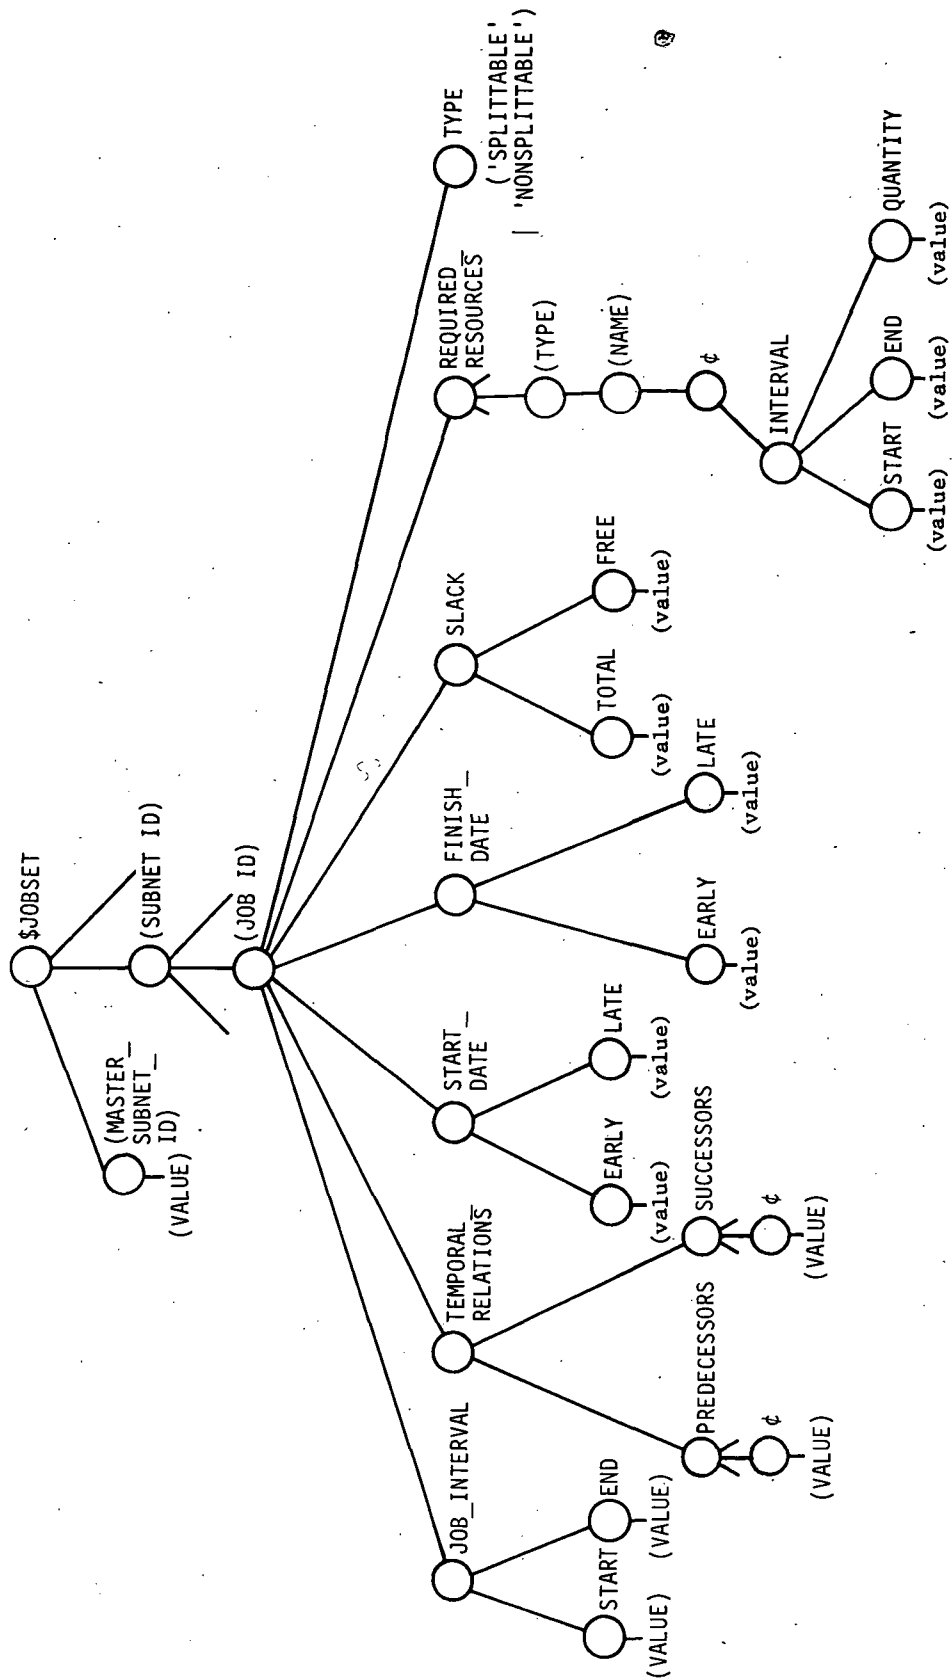 $JOBSET
(MASTER_
SUBNET_
ID)
(VALUE)
(SUBNET ID)
(JOB ID)
JOB_INTERVAL
START
(VALUE)
END
(VALUE)
TEMPORAL_
RELATIONS
PREDECESSORS
¢
(VALUE)
SUCCESSORS
¢
(VALUE)
START_
DATE
EARLY
(value)
LATE
(value)
FINISH_
DATE
EARLY
(value)
LATE
(value)
SLACK
TOTAL
(value)
FREE
(value)
REQUIRED_
RESOURCES
(TYPE)
(NAME)
¢
INTERVAL
START
(value)
END
(value)
QUANTITY
(value)
TYPE
('SPLITTABLE'
| 'NONSPLITTABLE')